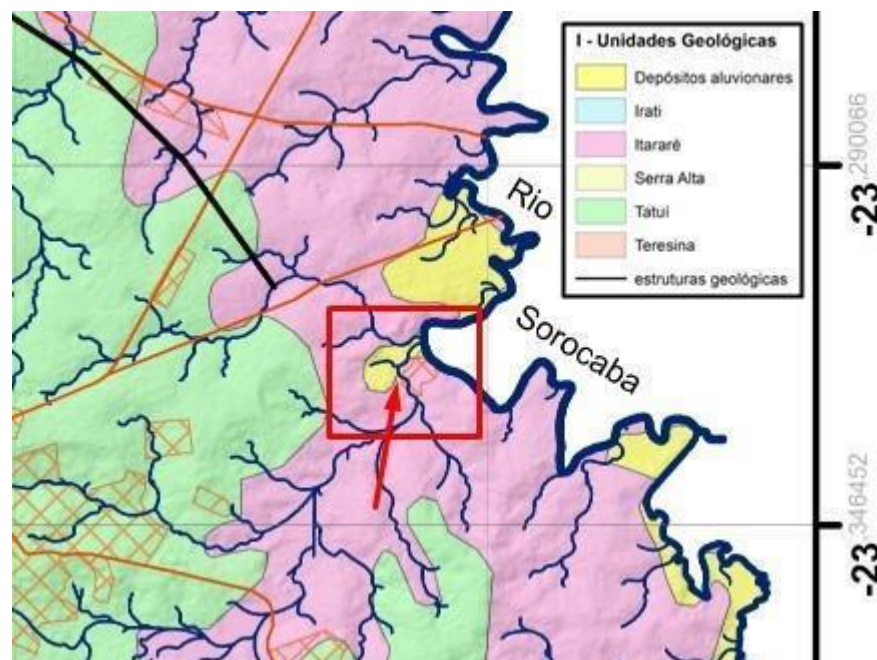 I - Unidades Geológicas
Depósitos aluvionares
Irati
Itararé
Serra Alta
Tatuí
Teresina
estruturas geológicas
Rio
Sorocaba
-23,290066
-23,346452